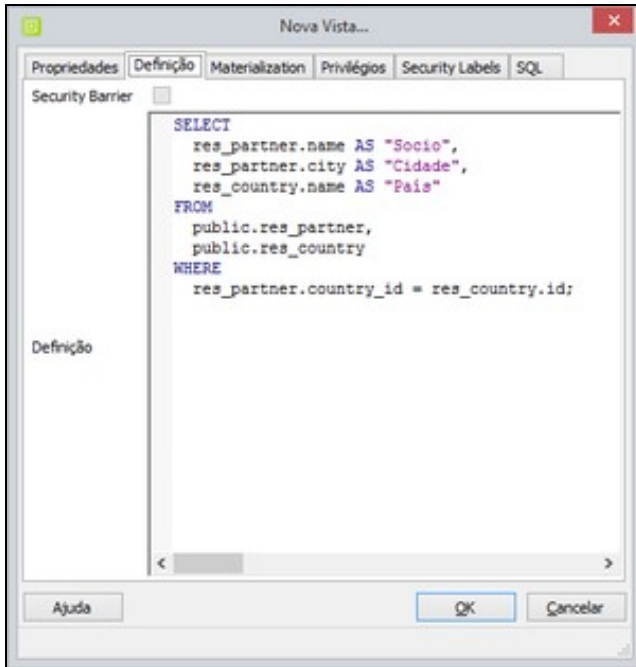 Nova Vista...
Propriedades Definição Materialization Privilégios Security Labels SQL
Security Barrier
SELECT
res_partner.name AS "Socio",
res_partner.city AS "Cidade",
res_country.name AS "País"
FROM
public.res_partner,
public.res_country
WHERE
res_partner.country_id = res_country.id;
Definição
Ajuda OK Cancelar